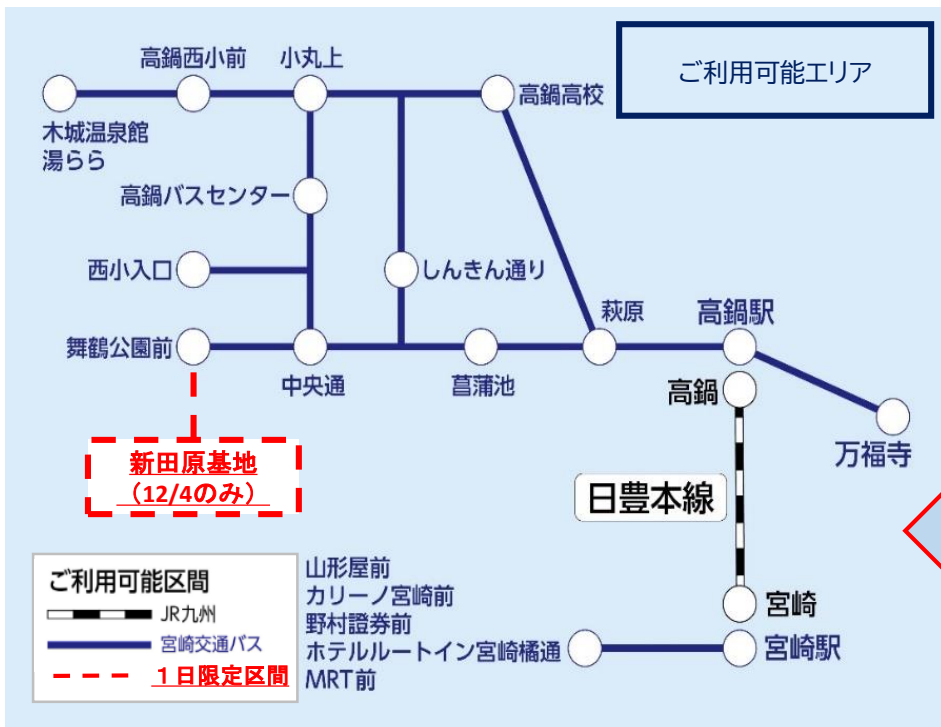 ご利用可能エリア
高鍋西小前
小丸上
高鍋高校
木城温泉館
湯らら
高鍋バスセンター
西小入口
しんきん通り
萩原
高鍋駅
舞鶴公園前
中央通
菖蒲池
高鍋
万福寺
新田原基地
（12/4のみ）
日豊本線
ご利用可能区間
JR九州
宮崎交通バス
１日限定区間
山形屋前
カリーノ宮崎前
野村證券前
ホテルルートイン宮崎橘通
MRT前
宮崎
宮崎駅